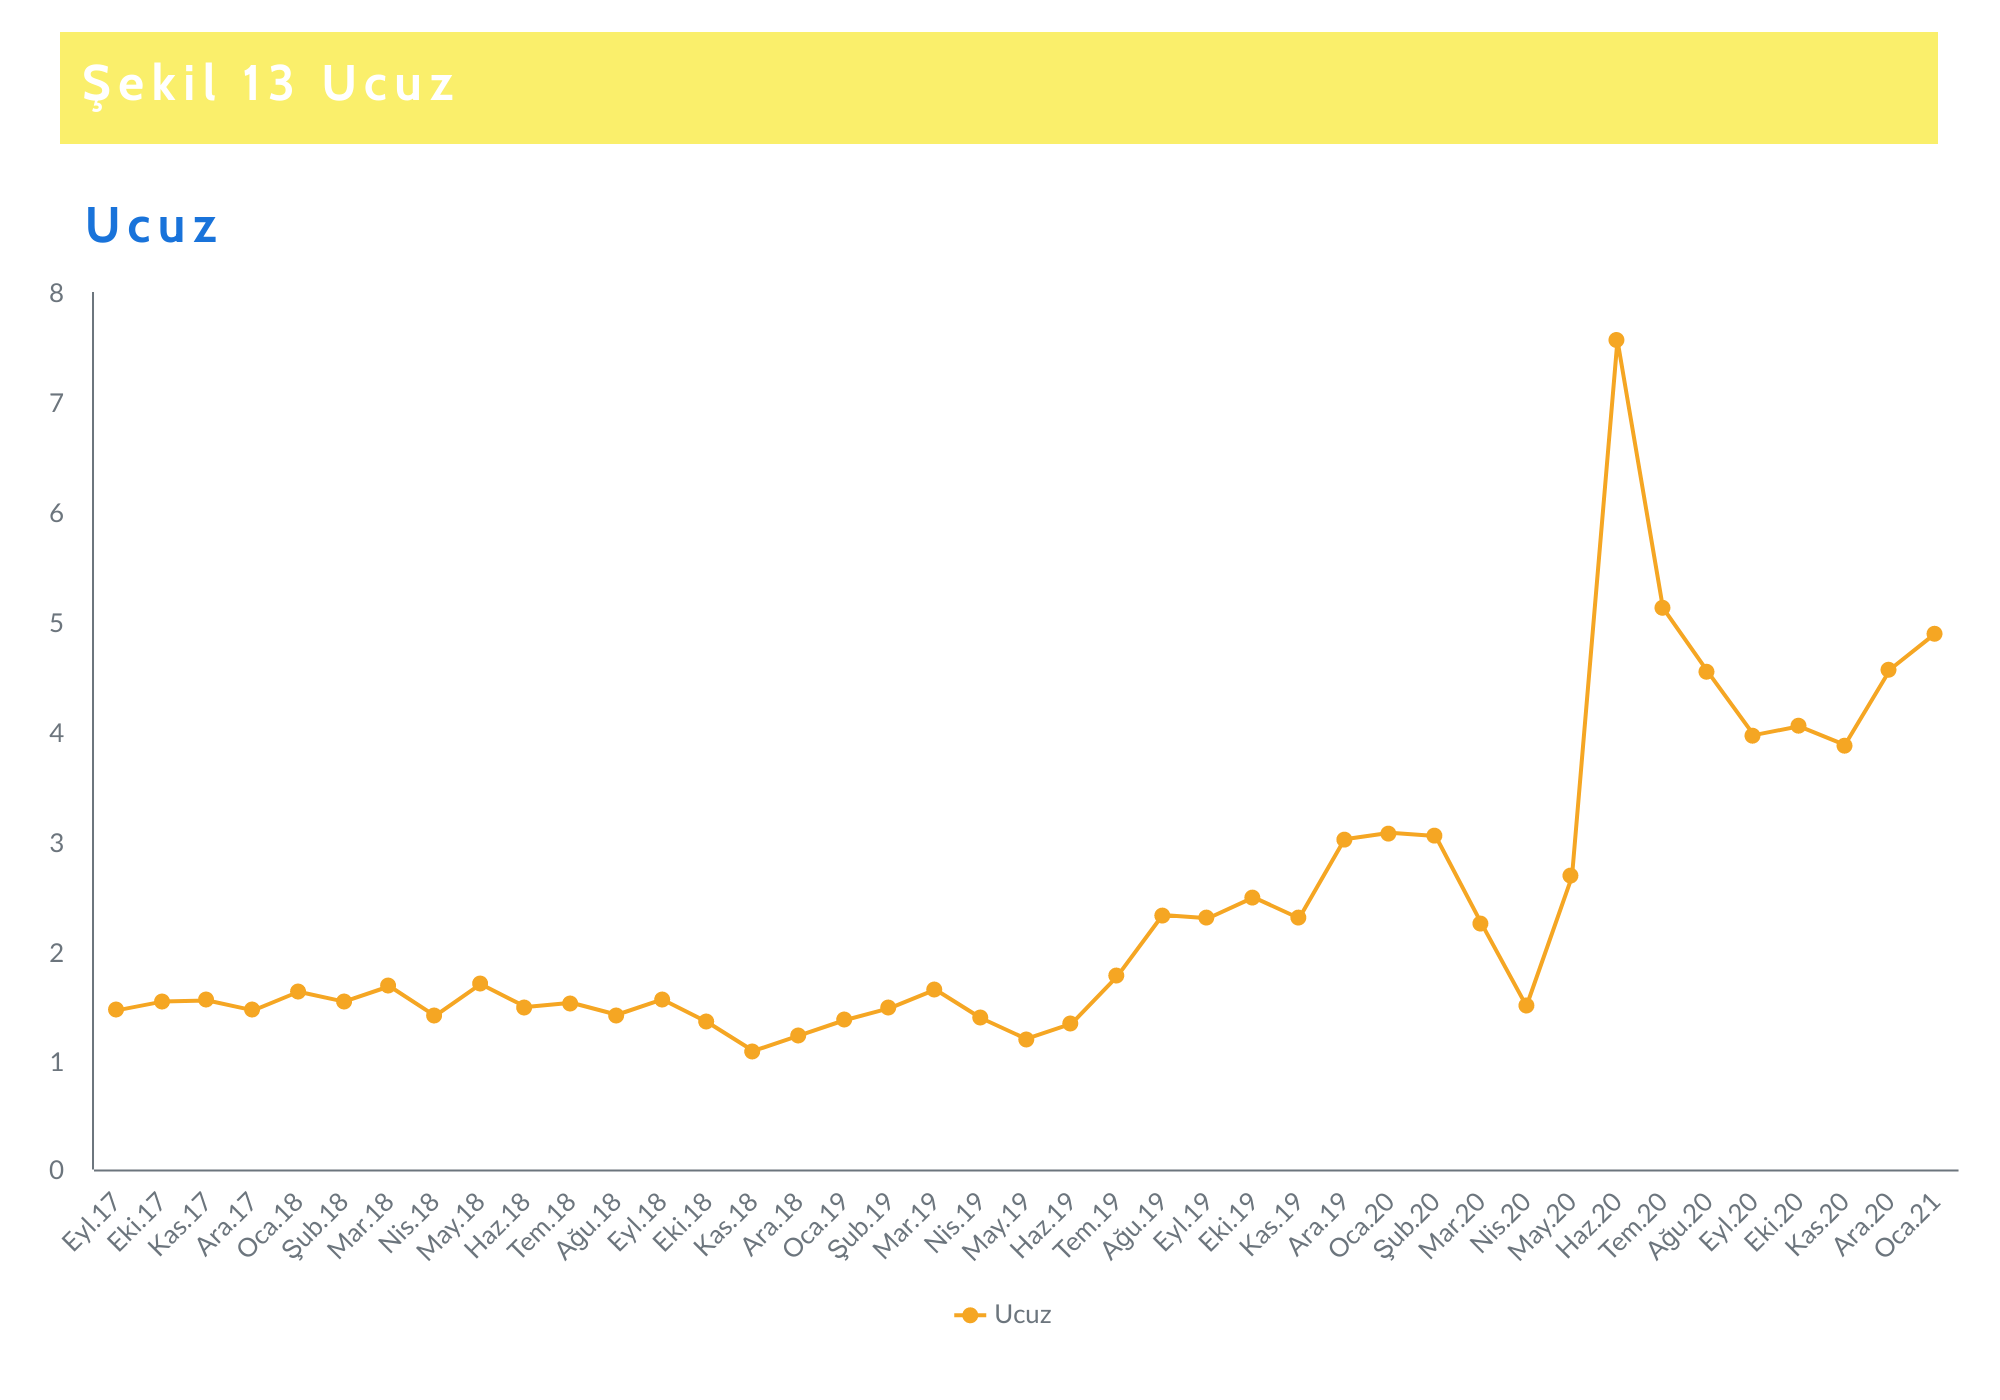 Şekil 13 Ucuz
Ucuz
8
7
6
5
4
3
2
1
0
Eyl.17
Eki.17
Kas.17
Ara.17
Oca.18
Şub.18
Mar.18
Nis.18
May.18
Haz.18
Tem.18
Ağu.18
Eyl.18
Eki.18
Kas.18
Ara.18
Oca.19
Şub.19
Mar.19
Nis.19
May.19
Haz.19
Tem.19
Ağu.19
Eyl.19
Eki.19
Kas.19
Ara.19
Oca.20
Şub.20
Mar.20
Nis.20
May.20
Haz.20
Tem.20
Ağu.20
Eyl.20
Eki.20
Kas.20
Ara.20
Oca.21
Ucuz